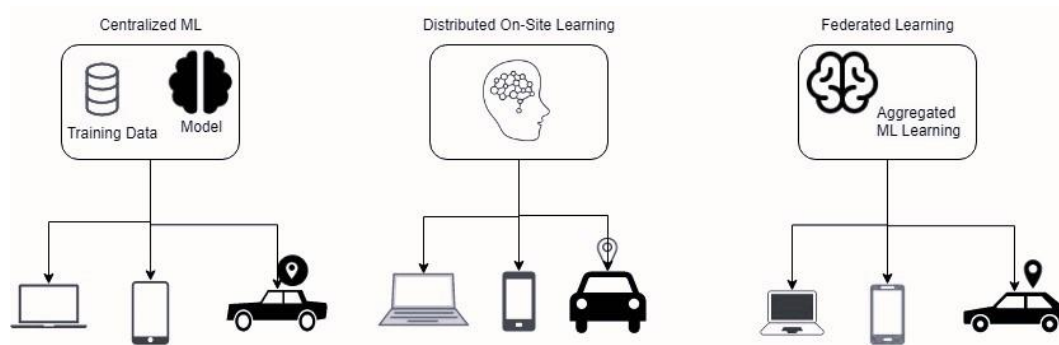 Centralized ML
Distributed On-Site Learning
Federated Learning
Training Data
Model
Aggregated
ML Learning